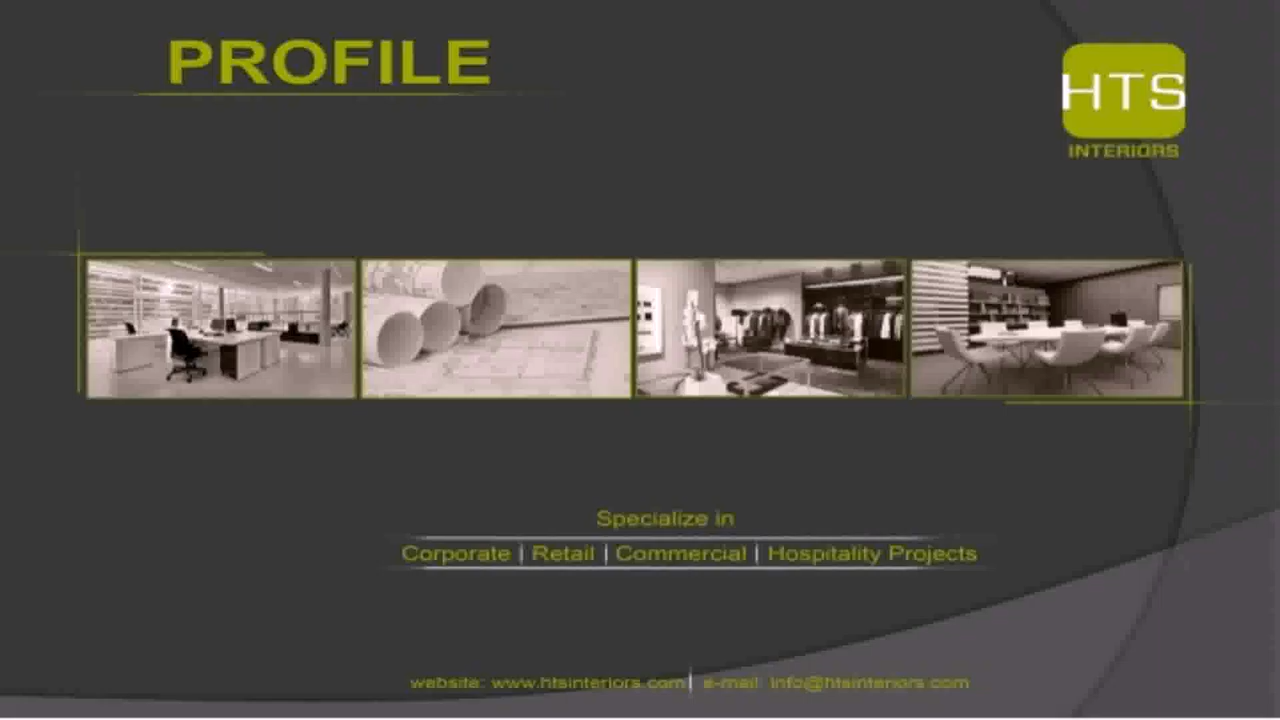 PROFILE
HTS
INTERIORS
Specialize in
Corporate | Retail | Commercial | Hospitality Projects
website: www.htsinteriors.com | e-mail: info@htsinteriors.com